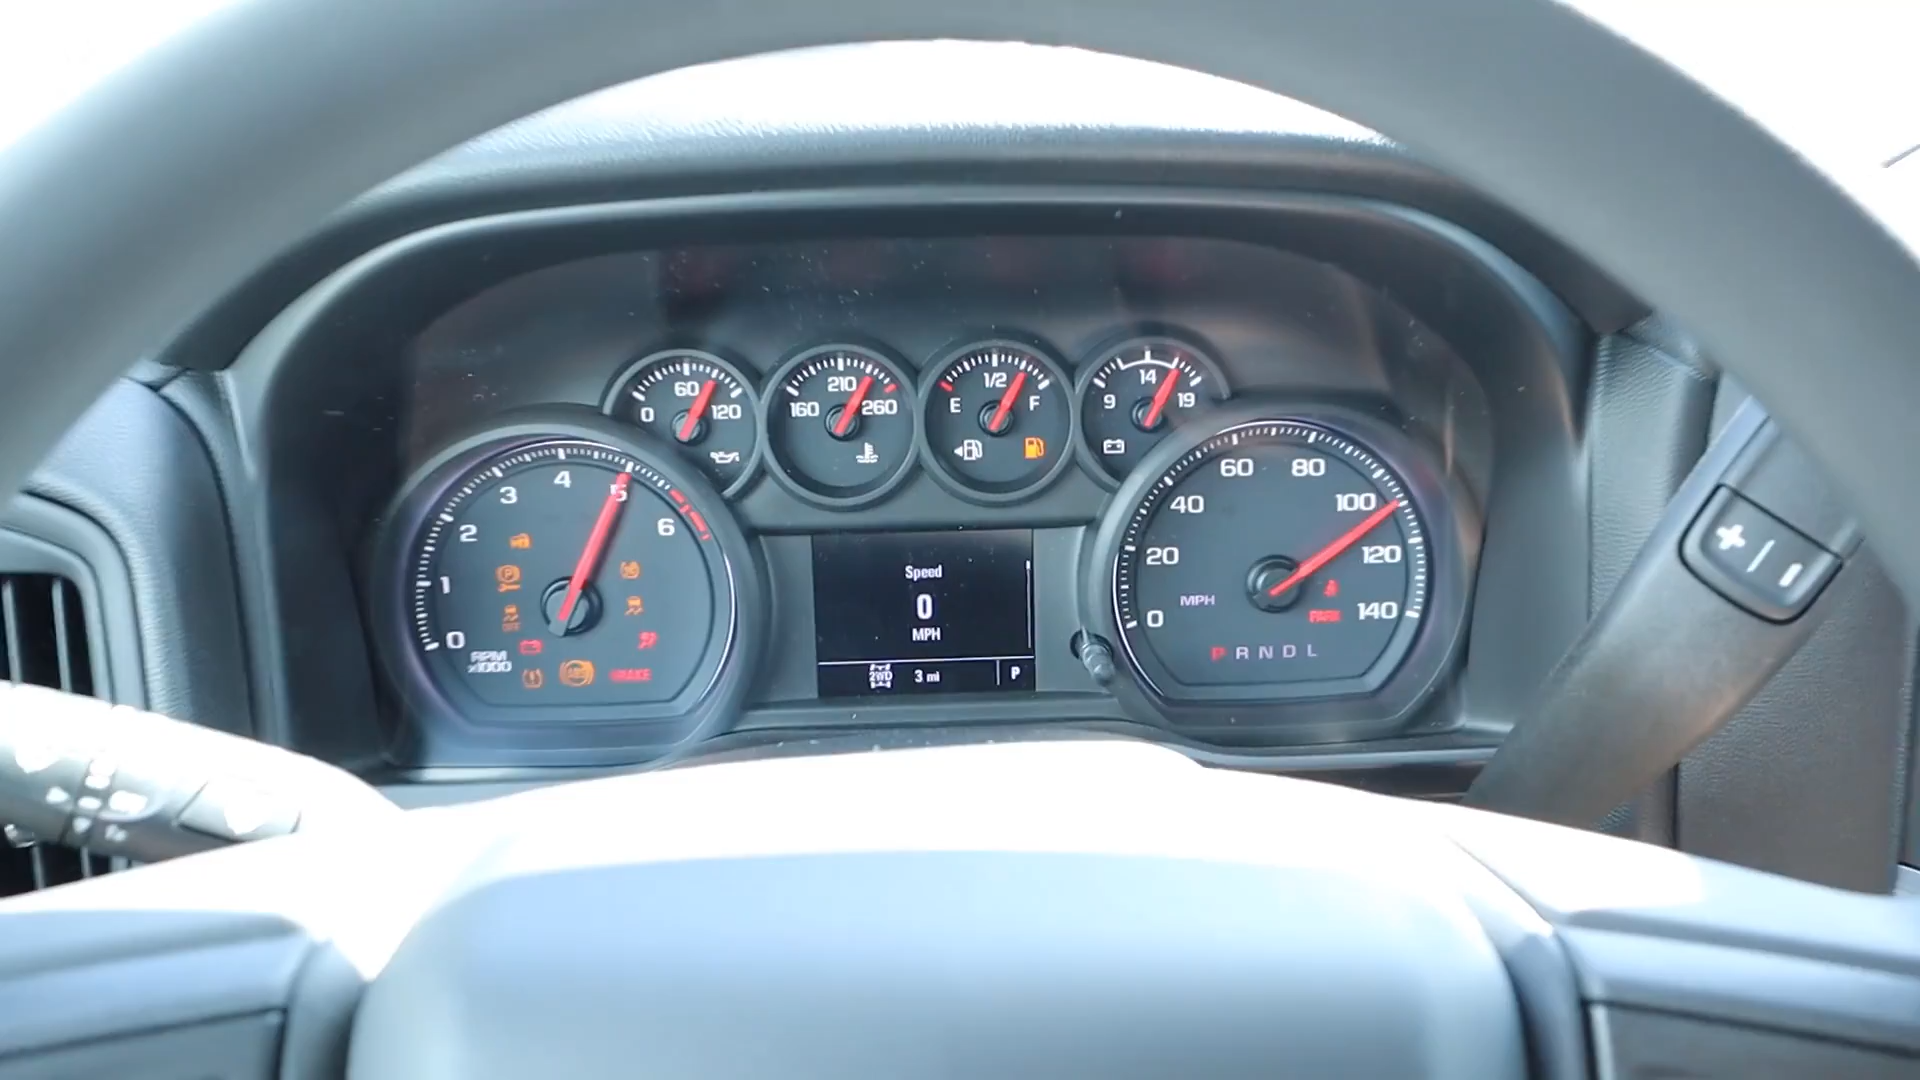 60
0 120
210
160 260
1/2
E F
14
9 19
0 1 2 3 4 5 6
RPM
x1000
BRAKE
Speed
0
MPH
2WD 3 mi P
0 20 40 60 80 100 120 140
MPH
PARK
P R N D L